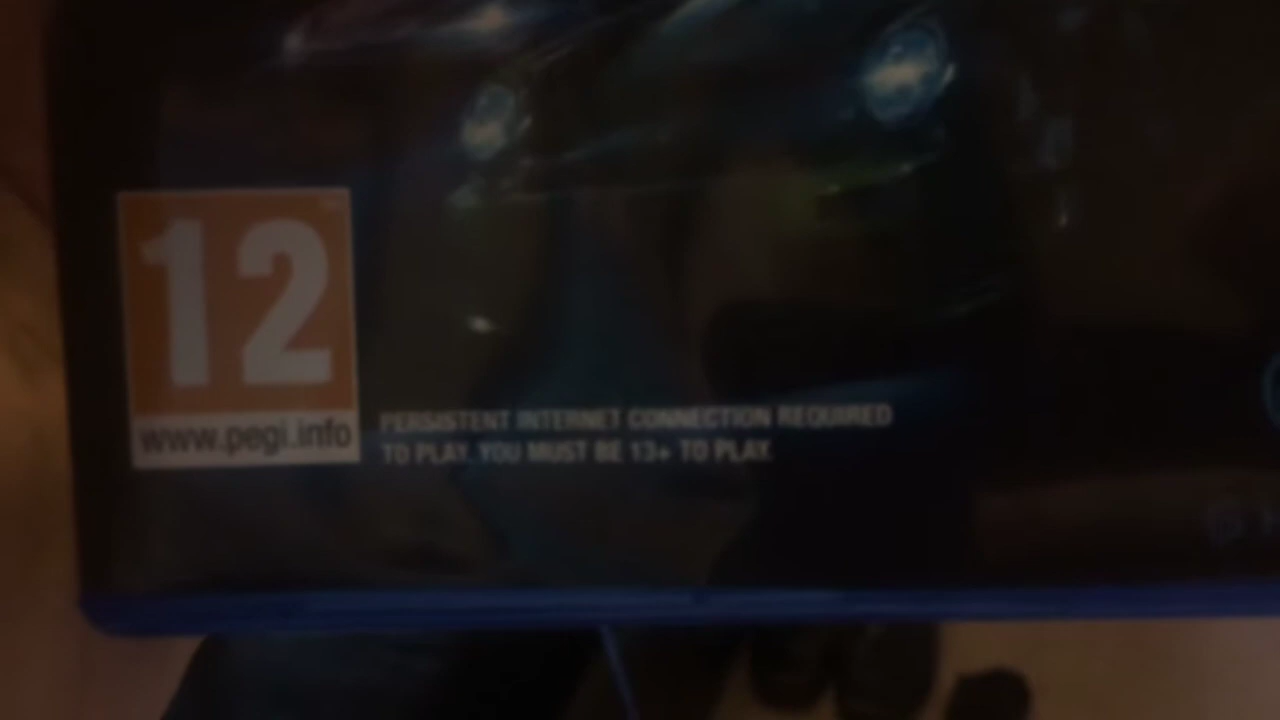 12
www.pegi.info
PERSISTENT INTERNET CONNECTION REQUIRED
TO PLAY. YOU MUST BE 13+ TO PLAY.